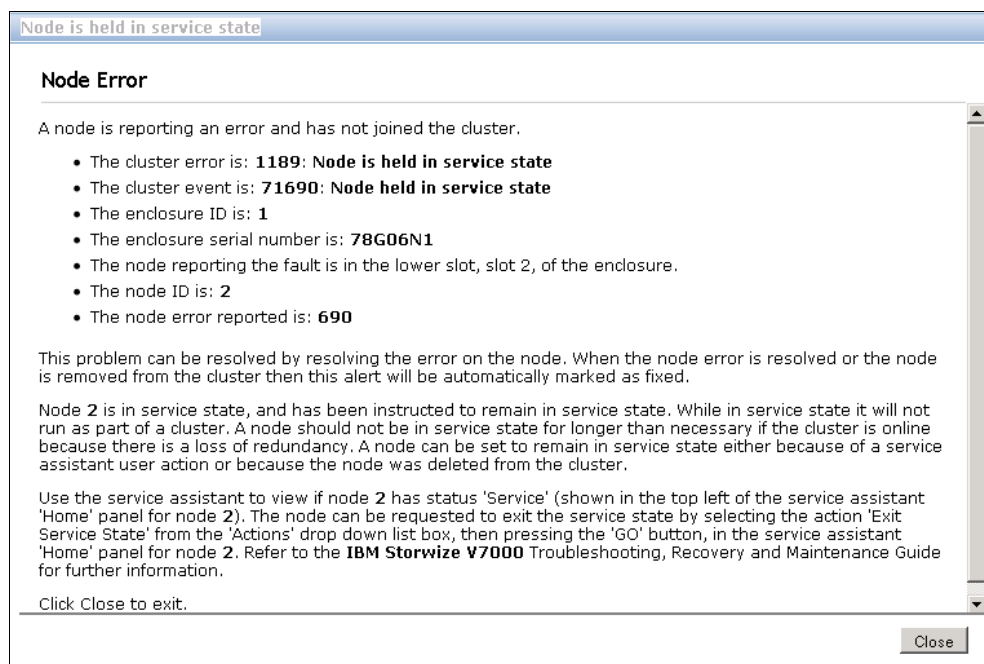 Node is held in service state
Node Error
A node is reporting an error and has not joined the cluster.
• The cluster error is: 1189: Node is held in service state
• The cluster event is: 71690: Node held in service state
• The enclosure ID is: 1
• The enclosure serial number is: 78G06N1
• The node reporting the fault is in the lower slot, slot 2, of the enclosure.
• The node ID is: 2
• The node error reported is: 690
This problem can be resolved by resolving the error on the node. When the node error is resolved or the node
is removed from the cluster then this alert will be automatically marked as fixed.
Node 2 is in service state, and has been instructed to remain in service state. While in service state it will not
run as part of a cluster. A node should not be in service state for longer than necessary if the cluster is online
because there is a loss of redundancy. A node can be set to remain in service state either because of a service
assistant user action or because the node was deleted from the cluster.
Use the service assistant to view if node 2 has status 'Service' (shown in the top left of the service assistant
'Home' panel for node 2). The node can be requested to exit the service state by selecting the action 'Exit
Service State' from the 'Actions' drop down list box, then pressing the 'GO' button, in the service assistant
'Home' panel for node 2. Refer to the IBM Storwize V7000 Troubleshooting, Recovery and Maintenance Guide
for further information.
Click Close to exit.
Close